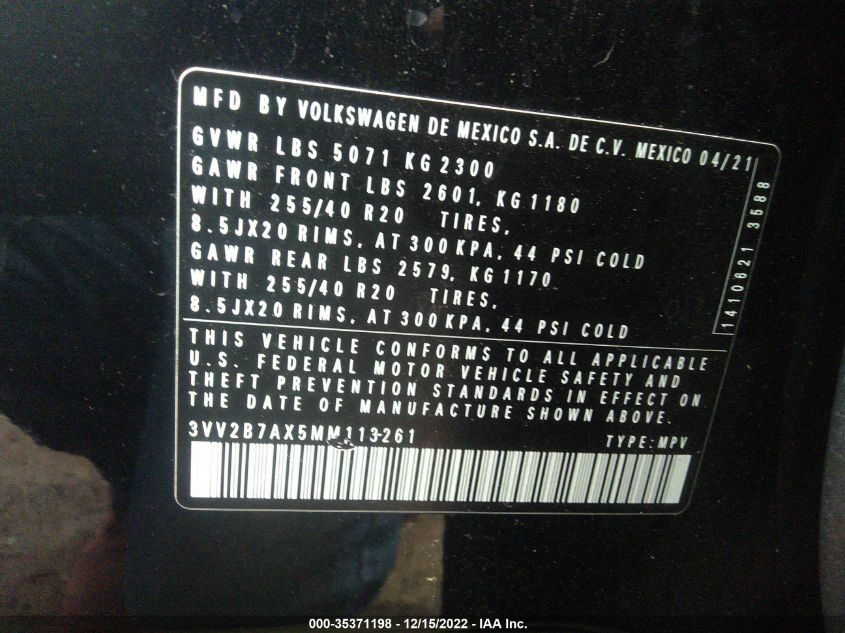 MFD BY VOLKSWAGEN DE MEXICO S.A. DE C.V. MEXICO 04/21
GVWR LBS 5071 KG 2300
GAWR FRONT LBS 2601, KG 1180
WITH 255/40 R20 TIRES,
8.5JX20 RIMS, AT 300 KPA, 44 PSI COLD
GAWR REAR LBS 2579, KG 1170
WITH 255/40 R20 TIRES,
8.5JX20 RIMS, AT 300 KPA, 44 PSI COLD
1410621 3588
THIS VEHICLE CONFORMS TO ALL APPLICABLE
U.S. FEDERAL MOTOR VEHICLE SAFETY AND
THEFT PREVENTION STANDARDS IN EFFECT ON
THE DATE OF MANUFACTURE SHOWN ABOVE.
3VV2B7AX5MM113261 TYPE: MPV
000-35371198 - 12/15/2022 - IAA Inc.